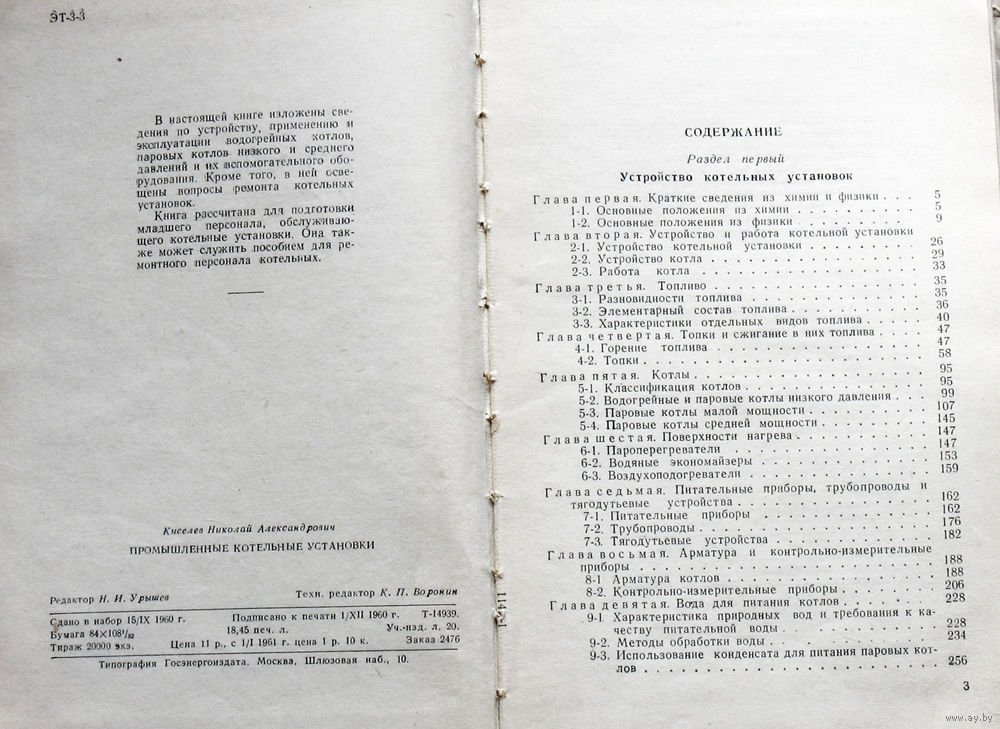 ЭТ-3-3
В настоящей книге изложены све-
дения по устройству, применению и
эксплуатации водогрейных котлов,
паровых котлов низкого и среднего
давлений и их вспомогательного обо-
рудования. Кроме того, в ней осве-
щены вопросы ремонта котельных
установок.
Книга рассчитана для подготовки
младшего персонала, обслуживаю-
щего котельные установки. Она так-
же может служить пособием для ре-
монтного персонала котельных.
Киселев Николай Александрович
ПРОМЫШЛЕННЫЕ КОТЕЛЬНЫЕ УСТАНОВКИ
Редактор Н. И. Урышев Техн. редактор К. П. Воронин
Сдано в набор 15/IX 1960 г. Подписано к печати 1/XII 1960 г. Т-14939.
Бумага 84×108 1/32 18,45 печ. л. Уч.-изд. л. 20.
Тираж 20000 экз. Цена 11 р., с 1/I 1961 г. цена 1 р. 10 к. Заказ 2476
Типография Госэнергоиздата. Москва, Шлюзовая наб., 10.
СОДЕРЖАНИЕ
Раздел первый
Устройство котельных установок
Глава первая. Краткие сведения из химии и физики . . . 5
1-1. Основные положения из химии . . . . . . . . . . . 5
1-2. Основные положения из физики . . . . . . . . . . 9
Глава вторая. Устройство и работа котельной установки
2-1. Устройство котельной установки . . . . . . . . . 26
2-2. Устройство котла . . . . . . . . . . . . . . . . 29
2-3. Работа котла . . . . . . . . . . . . . . . . . . 33
Глава третья. Топливо . . . . . . . . . . . . . . . . 35
3-1. Разновидности топлива . . . . . . . . . . . . . . 35
3-2. Элементарный состав топлива . . . . . . . . . . . 36
3-3. Характеристики отдельных видов топлива . . . . . 40
Глава четвертая. Топки и сжигание в них топлива . . . . 47
4-1. Горение топлива . . . . . . . . . . . . . . . . . 47
4-2. Топки . . . . . . . . . . . . . . . . . . . . . . 58
Глава пятая. Котлы . . . . . . . . . . . . . . . . . . 95
5-1. Классификация котлов . . . . . . . . . . . . . . 95
5-2. Водогрейные и паровые котлы низкого давления . . . 99
5-3. Паровые котлы малой мощности . . . . . . . . . . 107
5-4. Паровые котлы средней мощности . . . . . . . . . 145
Глава шестая. Поверхности нагрева . . . . . . . . . . . 147
6-1. Пароперегреватели . . . . . . . . . . . . . . . . 147
6-2. Водяные экономайзеры . . . . . . . . . . . . . . 153
6-3. Воздухоподогреватели . . . . . . . . . . . . . . 159
Глава седьмая. Питательные приборы, трубопроводы и
тягодутьевые устройства . . . . . . . . . . . . . . . 162
7-1. Питательные приборы . . . . . . . . . . . . . . . 162
7-2. Трубопроводы . . . . . . . . . . . . . . . . . . 176
7-3. Тягодутьевые устройства . . . . . . . . . . . . . 182
Глава восьмая. Арматура и контрольно-измерительные
приборы . . . . . . . . . . . . . . . . . . . . . . . 188
8-1 Арматура котлов . . . . . . . . . . . . . . . . . 188
8-2. Контрольно-измерительные приборы . . . . . . . . 206
Глава девятая. Вода для питания котлов . . . . . . . . 228
9-1. Характеристика природных вод и требования к ка-
честву питательной воды . . . . . . . . . . . . . . . 228
9-2. Методы обработки воды . . . . . . . . . . . . . . 234
9-3. Использование конденсата для питания паровых кот-
лов . . . . . . . . . . . . . . . . . . . . . . . . . 256
3
www.ay.by